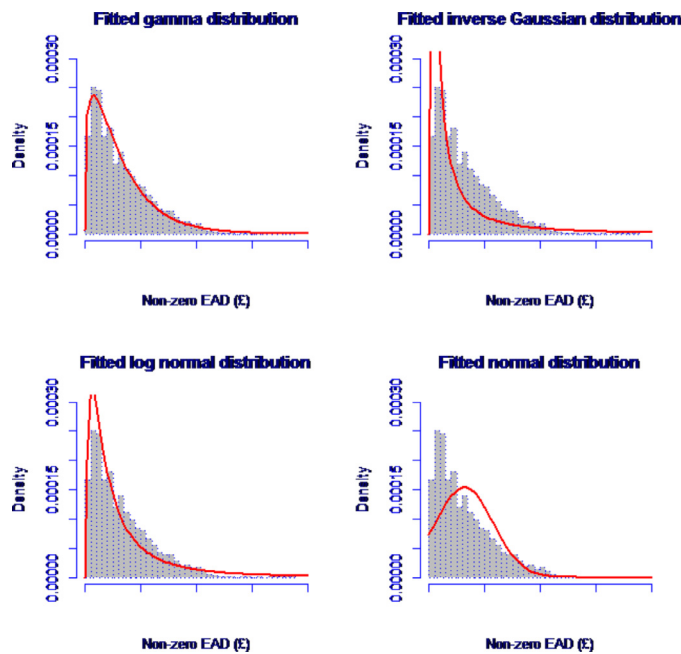 Fitted gamma distribution
0.00030
0.00015
0.00000
Density
Non-zero EAD (£)
Fitted inverse Gaussian distribution
0.00030
0.00015
0.00000
Density
Non-zero EAD (£)
Fitted log normal distribution
0.00030
0.00015
0.00000
Density
Non-zero EAD (£)
Fitted normal distribution
0.00030
0.00015
0.00000
Density
Non-zero EAD (£)